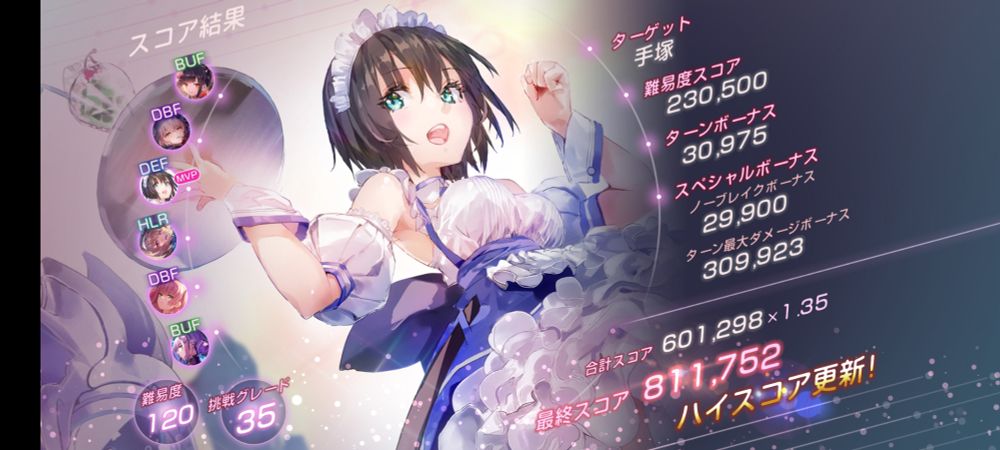 スコア結果
BUF
DBF
DEF
MVP
HLR
DBF
BUF
難易度
120
挑戦グレード
35
ターゲット
手塚
難易度スコア
230,500
ターンボーナス
30,975
スペシャルボーナス
ノーブレイクボーナス
29,900
ターン最大ダメージボーナス
309,923
合計スコア 601,298×1.35
最終スコア 811,752
ハイスコア更新!